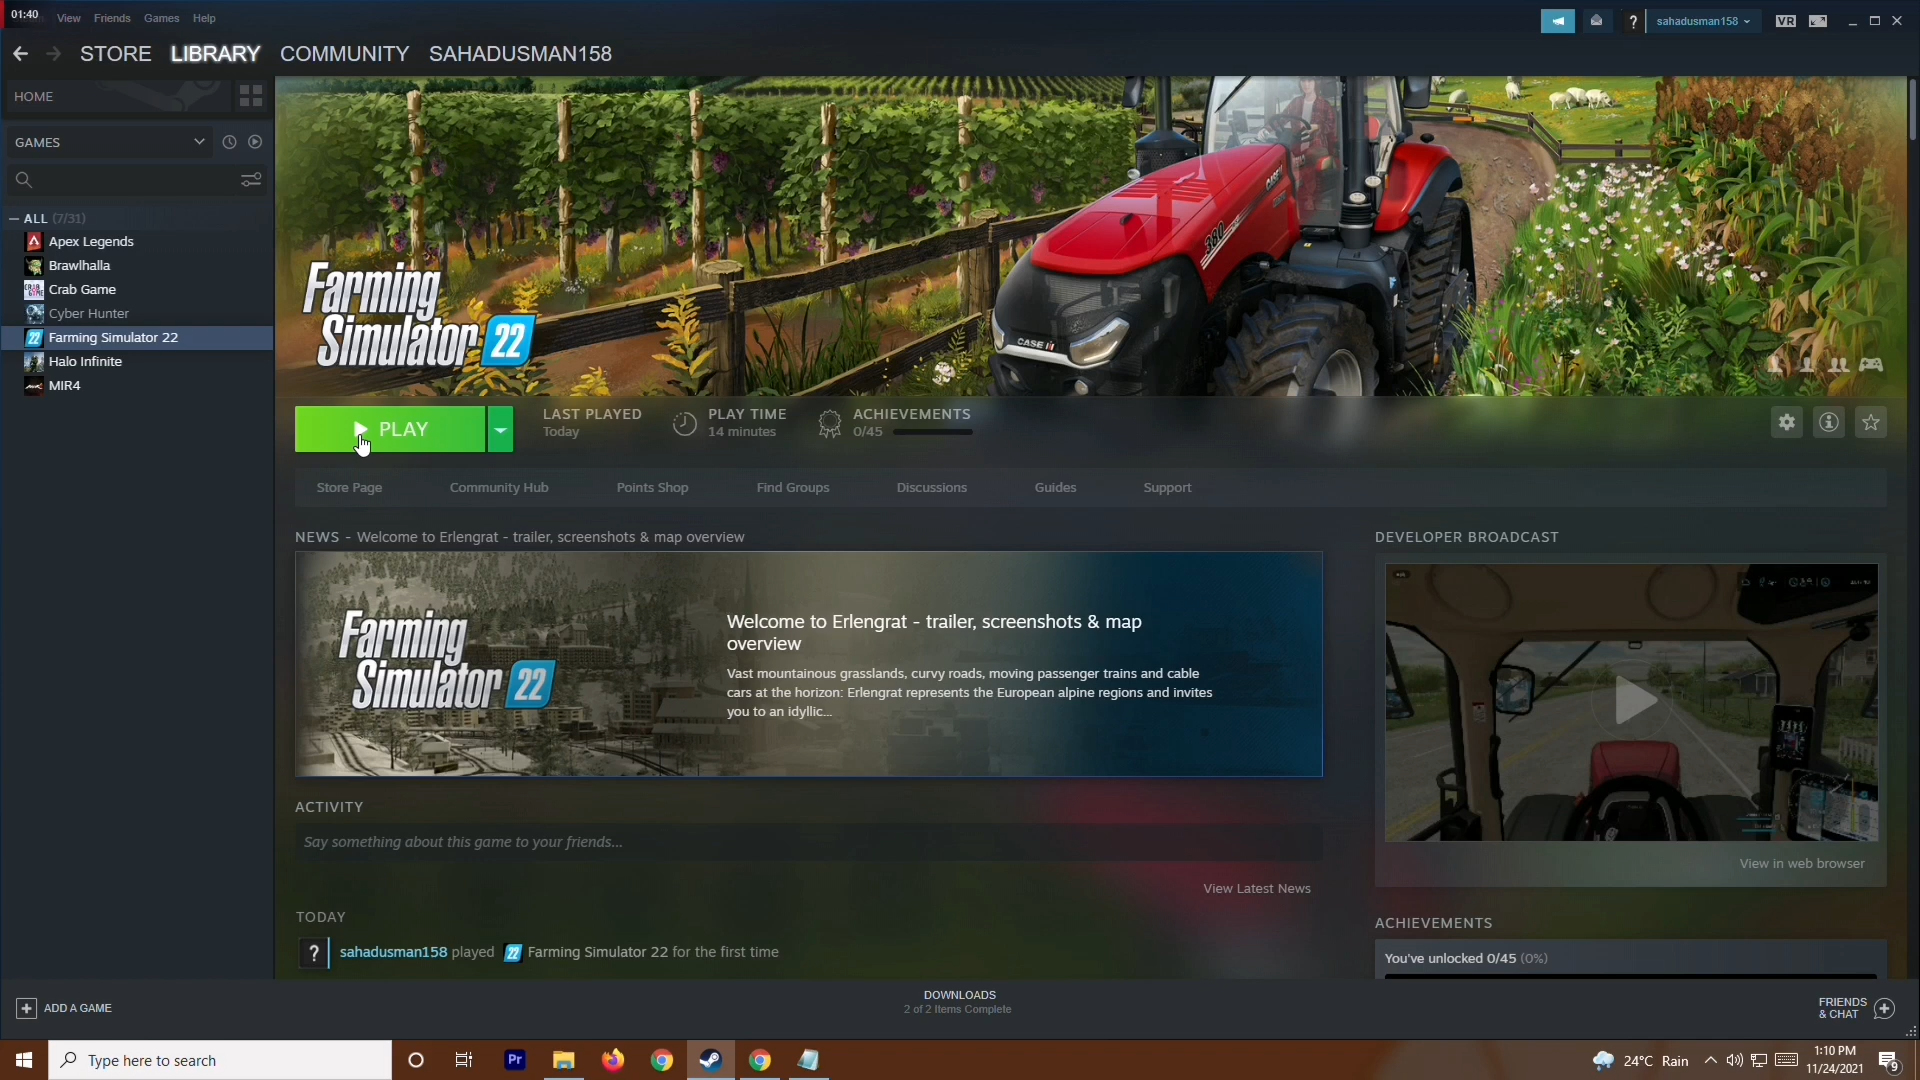 01:40
View
Friends
Games
Help
sahadusman158
VR
STORE
LIBRARY
COMMUNITY
SAHADUSMAN158
HOME
GAMES
ALL (7/31)
Apex Legends
Brawlhalla
Crab Game
Cyber Hunter
22 Farming Simulator 22
Halo Infinite
MIR4
Farming
Simulator 22
CASE IH
380
PLAY
LAST PLAYED
Today
PLAY TIME
14 minutes
ACHIEVEMENTS
0/45
Store Page
Community Hub
Points Shop
Find Groups
Discussions
Guides
Support
NEWS - Welcome to Erlengrat - trailer, screenshots & map overview
Farming
Simulator 22
Welcome to Erlengrat - trailer, screenshots & map
overview
Vast mountainous grasslands, curvy roads, moving passenger trains and cable
cars at the horizon: Erlengrat represents the European alpine regions and invites
you to an idyllic...
DEVELOPER BROADCAST
View in web browser
ACTIVITY
Say something about this game to your friends...
View Latest News
TODAY
? sahadusman158 played 22 Farming Simulator 22 for the first time
ACHIEVEMENTS
You've unlocked 0/45 (0%)
ADD A GAME
DOWNLOADS
2 of 2 Items Complete
FRIENDS
& CHAT
Type here to search
Pr
24°C Rain
1:10 PM
11/24/2021
9